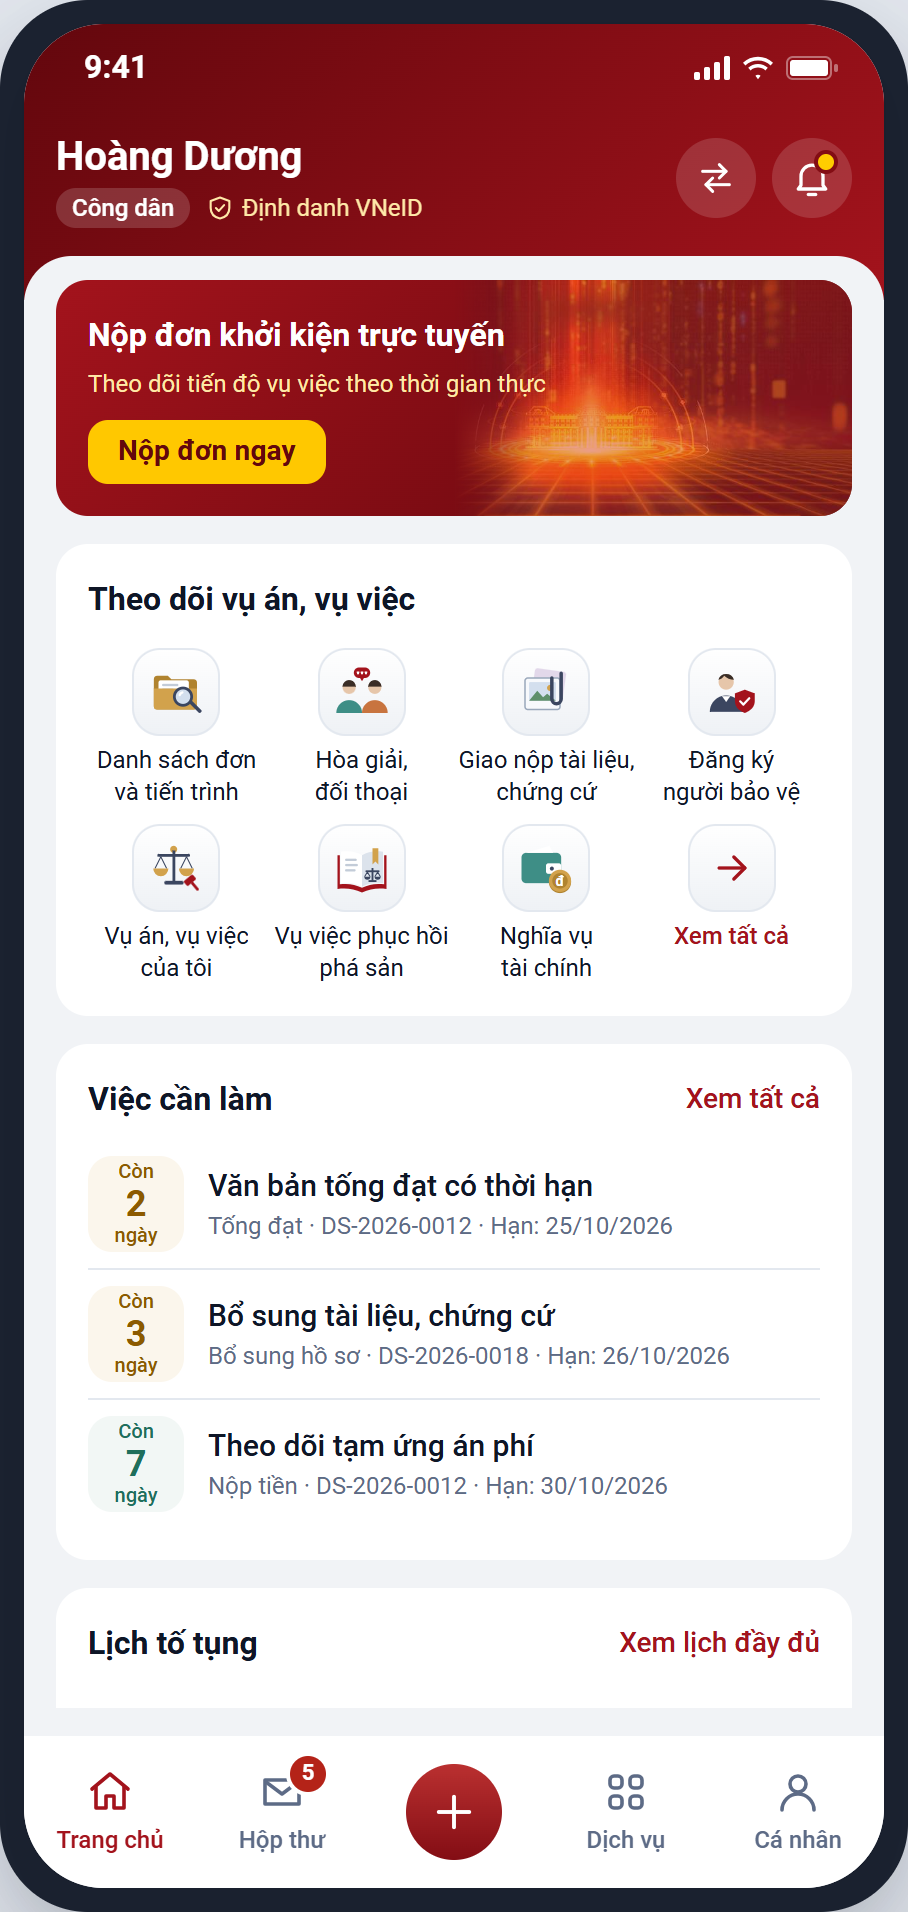 9:41
Hoàng Dương
Công dân
Định danh VNeID
Nộp đơn khởi kiện trực tuyến
Theo dõi tiến độ vụ việc theo thời gian thực
Nộp đơn ngay
Theo dõi vụ án, vụ việc
Danh sách đơn
và tiến trình
Hòa giải,
đối thoại
Giao nộp tài liệu,
chứng cứ
Đăng ký
người bảo vệ
Vụ án, vụ việc
của tôi
Vụ việc phục hồi
phá sản
đ
Nghĩa vụ
tài chính
Xem tất cả
Việc cần làm
Xem tất cả
Còn
2
ngày
Văn bản tống đạt có thời hạn
Tống đạt · DS-2026-0012 · Hạn: 25/10/2026
Còn
3
ngày
Bổ sung tài liệu, chứng cứ
Bổ sung hồ sơ · DS-2026-0018 · Hạn: 26/10/2026
Còn
7
ngày
Theo dõi tạm ứng án phí
Nộp tiền · DS-2026-0012 · Hạn: 30/10/2026
Lịch tố tụng
Xem lịch đầy đủ
Trang chủ
5
Hộp thư
Dịch vụ
Cá nhân